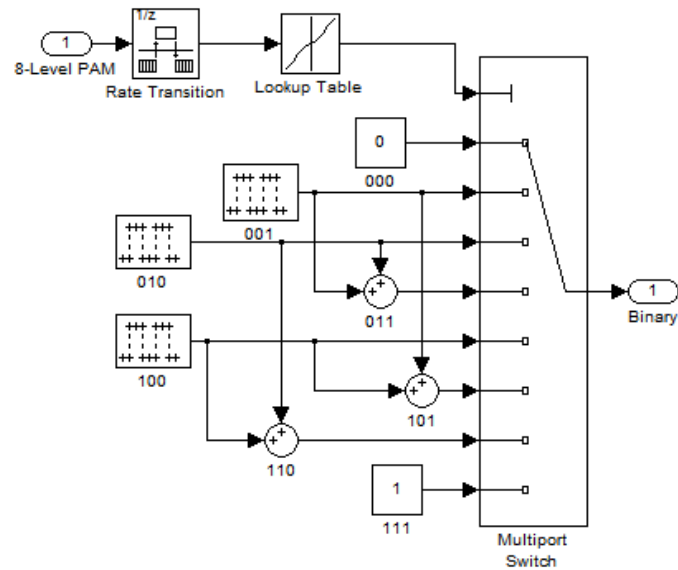 1/z
1
8-Level PAM
Rate Transition
Lookup Table
0
000
001
010
+ +
011
100
+ +
101
+ +
110
1
111
1
Binary
Multiport
Switch